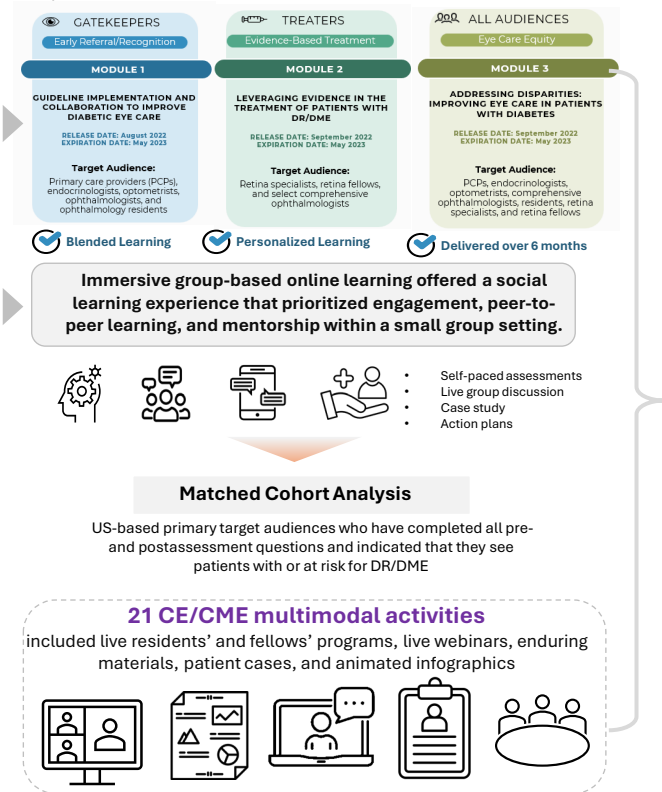 GATEKEEPERS
Early Referral/Recognition
MODULE 1
GUIDELINE IMPLEMENTATION AND
COLLABORATION TO IMPROVE
DIABETIC EYE CARE
RELEASE DATE: August 2022
EXPIRATION DATE: May 2023
Target Audience:
Primary care providers (PCPs),
endocrinologists, optometrists,
ophthalmologists, and
ophthalmology residents
TREATERS
Evidence-Based Treatment
MODULE 2
LEVERAGING EVIDENCE IN THE
TREATMENT OF PATIENTS WITH
DR/DME
RELEASE DATE: September 2022
EXPIRATION DATE: May 2023
Target Audience:
Retina specialists, retina fellows,
and select comprehensive
ophthalmologists
ALL AUDIENCES
Eye Care Equity
MODULE 3
ADDRESSING DISPARITIES:
IMPROVING EYE CARE IN PATIENTS
WITH DIABETES
RELEASE DATE: September 2022
EXPIRATION DATE: May 2023
Target Audience:
PCPs, endocrinologists,
optometrists, comprehensive
ophthalmologists, residents, retina
specialists, and retina fellows
Blended Learning
Personalized Learning
Delivered over 6 months
Immersive group-based online learning offered a social
learning experience that prioritized engagement, peer-to-
peer learning, and mentorship within a small group setting.
• Self-paced assessments
• Live group discussion
• Case study
• Action plans
Matched Cohort Analysis
US-based primary target audiences who have completed all pre-
and postassessment questions and indicated that they see
patients with or at risk for DR/DME
21 CE/CME multimodal activities
included live residents' and fellows' programs, live webinars, enduring
materials, patient cases, and animated infographics